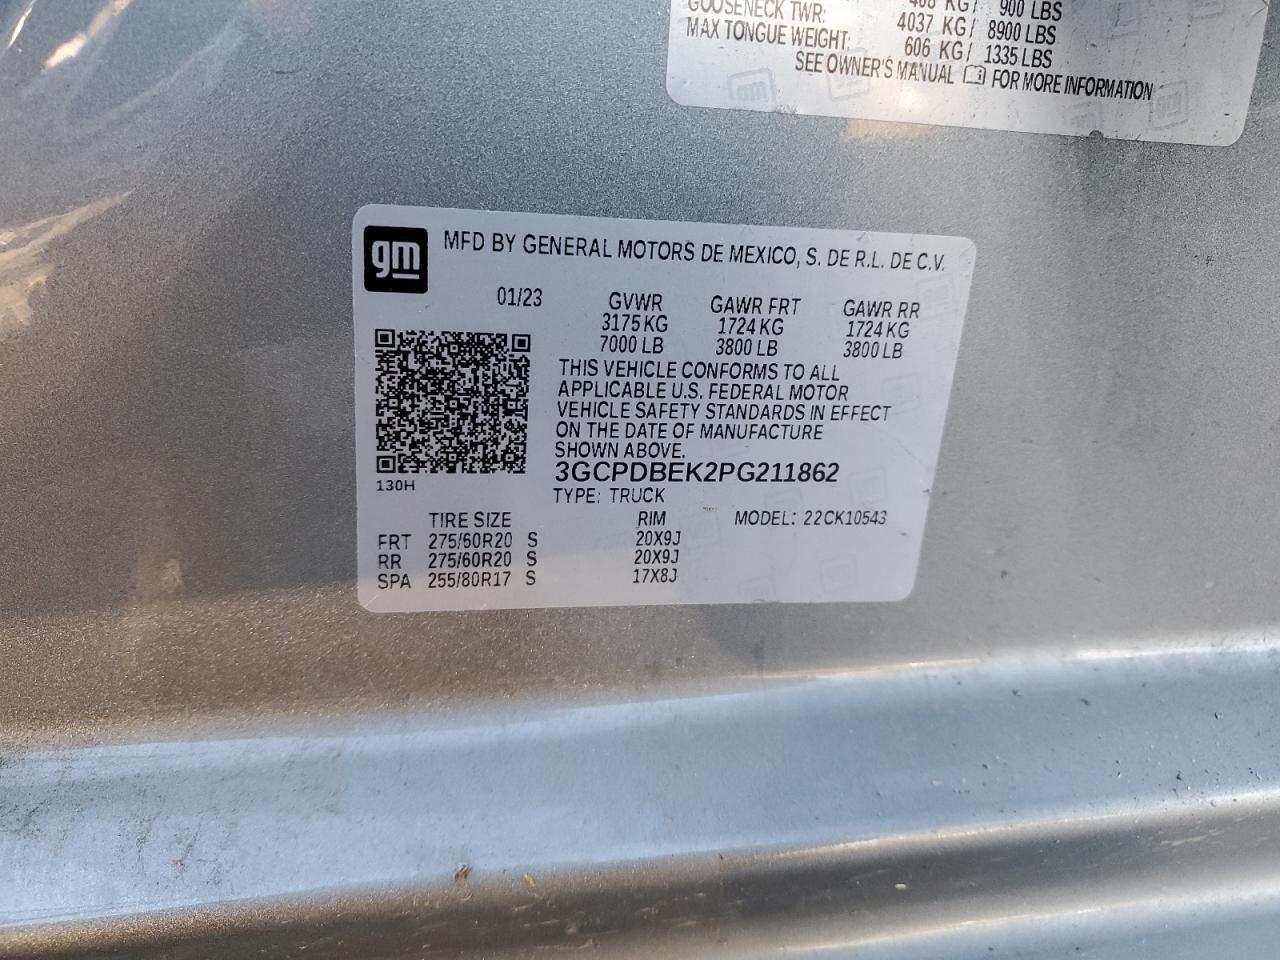 408 KG/ 900 LBS
GOOSENECK TWR: 4037 KG/ 8900 LBS
MAX TONGUE WEIGHT: 606 KG/ 1335 LBS
SEE OWNER'S MANUAL FOR MORE INFORMATION
gm
MFD BY GENERAL MOTORS DE MEXICO, S. DE R.L. DE C.V.
01/23 GVWR GAWR FRT GAWR RR
3175 KG 1724 KG 1724 KG
7000 LB 3800 LB 3800 LB
THIS VEHICLE CONFORMS TO ALL
APPLICABLE U.S. FEDERAL MOTOR
VEHICLE SAFETY STANDARDS IN EFFECT
ON THE DATE OF MANUFACTURE
SHOWN ABOVE.
3GCPDBEK2PG211862
130H
TYPE: TRUCK
TIRE SIZE RIM MODEL: 22CK10543
FRT 275/60R20 S 20X9J
RR 275/60R20 S 20X9J
SPA 255/80R17 S 17X8J